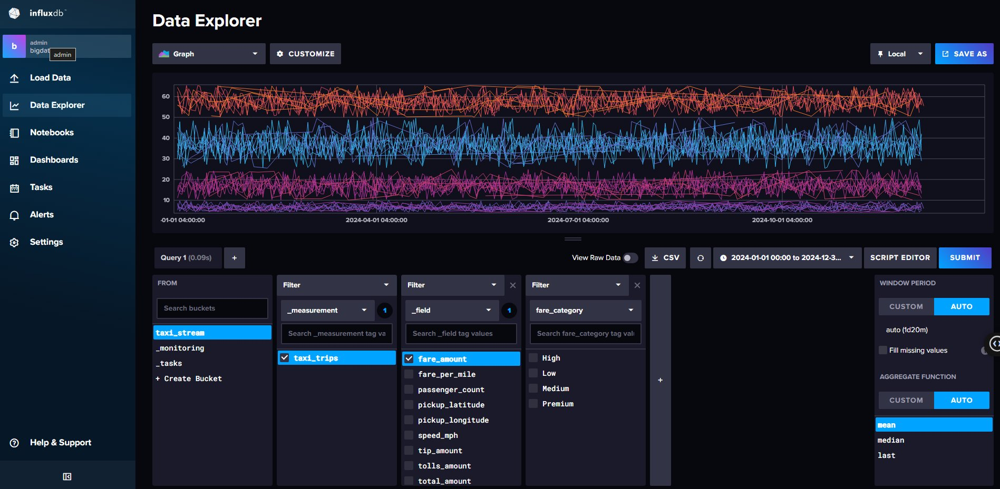 influxdb™
admin
bigdat
admin
Load Data
Data Explorer
Notebooks
Dashboards
Tasks
Alerts
Settings
Help & Support
Data Explorer
Graph
CUSTOMIZE
Local
SAVE AS
60
50
40
30
20
10
-01-01 04:00:00
2024-04-01 04:00:00
2024-07-01 04:00:00
2024-10-01 04:00:00
Query 1 (0.09s)
+
View Raw Data
CSV
2024-01-01 00:00 to 2024-12-3...
SCRIPT EDITOR
SUBMIT
FROM
Search buckets
taxi_stream
_monitoring
_tasks
+ Create Bucket
Filter
_measurement
1
Search _measurement tag va
taxi_trips
Filter
_field
1
Search _field tag values
fare_amount
fare_per_mile
passenger_count
pickup_latitude
pickup_longitude
speed_mph
tip_amount
tolls_amount
total_amount
Filter
fare_category
Search fare_category tag valu
High
Low
Medium
Premium
+
WINDOW PERIOD
CUSTOM
AUTO
auto (1d20m)
Fill missing values
AGGREGATE FUNCTION
CUSTOM
AUTO
mean
median
last